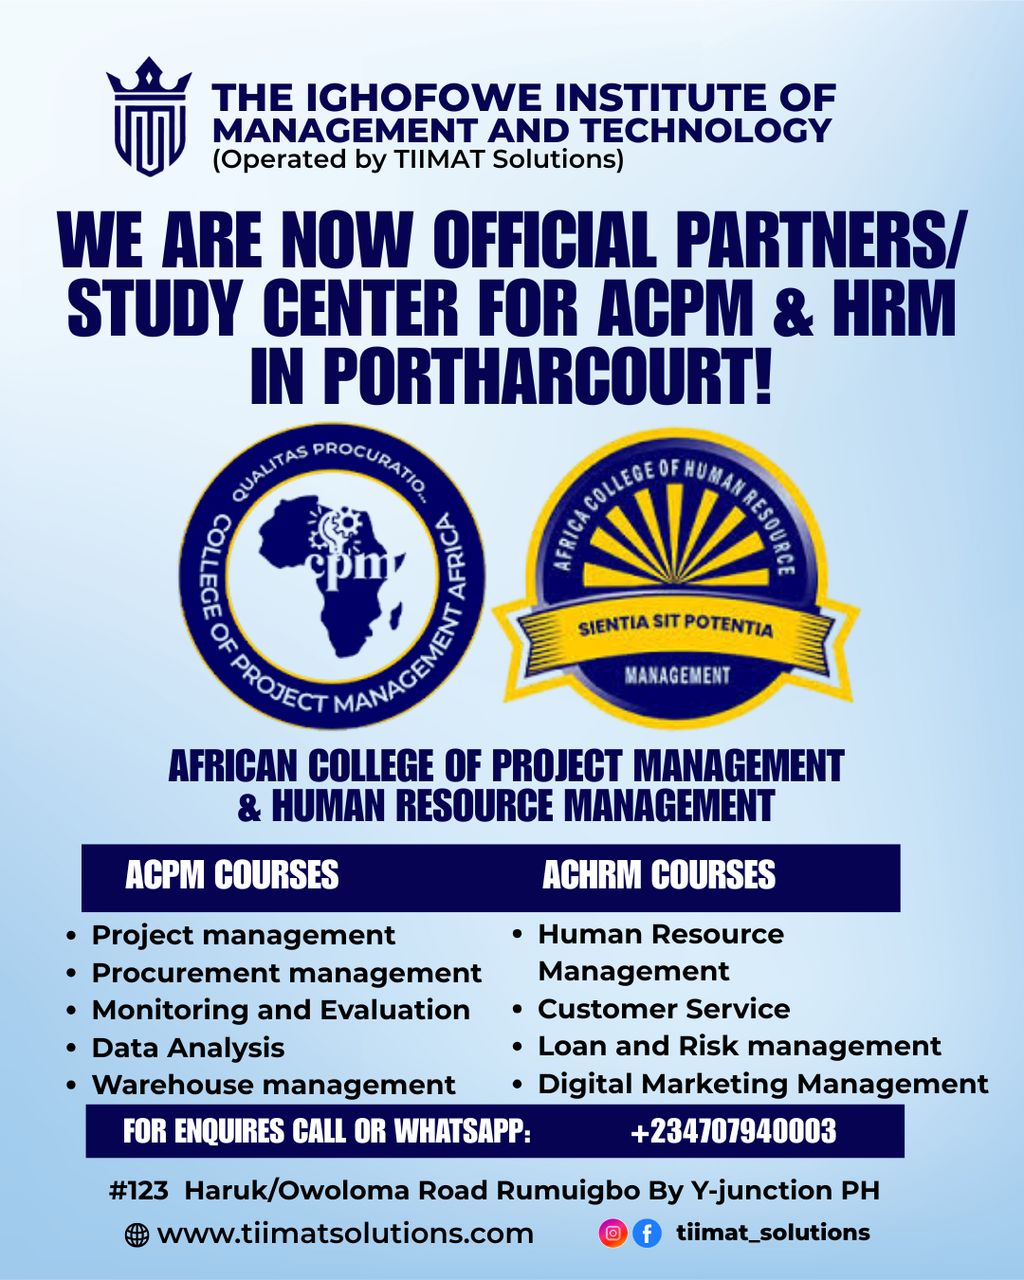 THE IGHOFOWE INSTITUTE OF
MANAGEMENT AND TECHNOLOGY
(Operated by TIIMAT Solutions)
WE ARE NOW OFFICIAL PARTNERS/
STUDY CENTER FOR ACPM & HRM
IN PORTHARCOURT!
QUALITAS PROCURATIO...
COLLEGE OF PROJECT MANAGEMENT AFRICA
cpm
AFRICA COLLEGE OF HUMAN RESOURCE
SIENTIA SIT POTENTIA
MANAGEMENT
AFRICAN COLLEGE OF PROJECT MANAGEMENT
& HUMAN RESOURCE MANAGEMENT
ACPM COURSES
• Project management
• Procurement management
• Monitoring and Evaluation
• Data Analysis
• Warehouse management
ACHRM COURSES
• Human Resource
Management
• Customer Service
• Loan and Risk management
• Digital Marketing Management
FOR ENQUIRES CALL OR WHATSAPP: +234707940003
#123 Haruk/Owoloma Road Rumuigbo By Y-junction PH
www.tiimatsolutions.com
tiimat_solutions